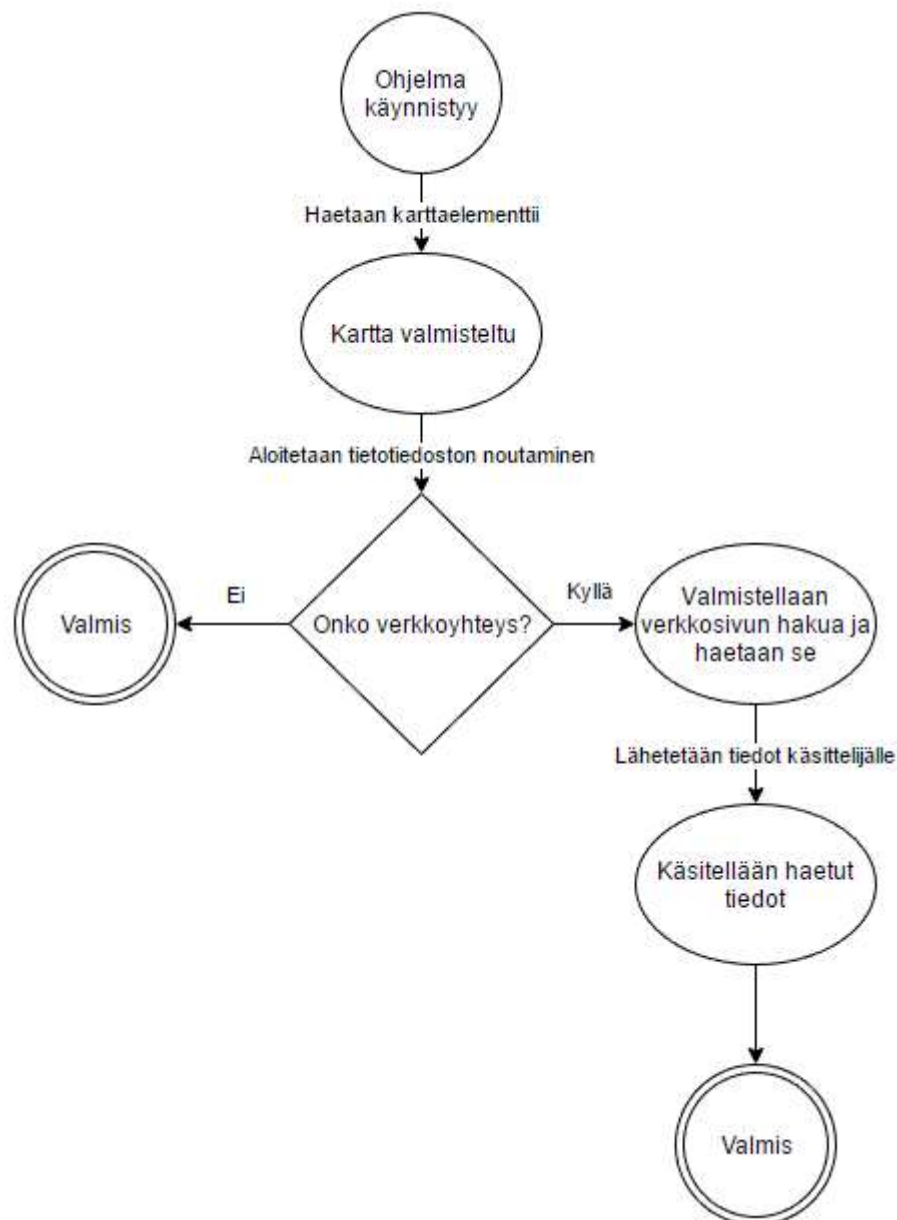 Ohjelma
käynnistyy
Haetaan karttaelementtii
Kartta valmisteltu
Aloitetaan tietotiedoston noutaminen
Valmis
Ei
Onko verkkoyhteys?
Kyllä
Valmistellaan
verkkosivun hakua ja
haetaan se
Lähetetään tiedot käsittelijälle
Käsitellään haetut
tiedot
Valmis